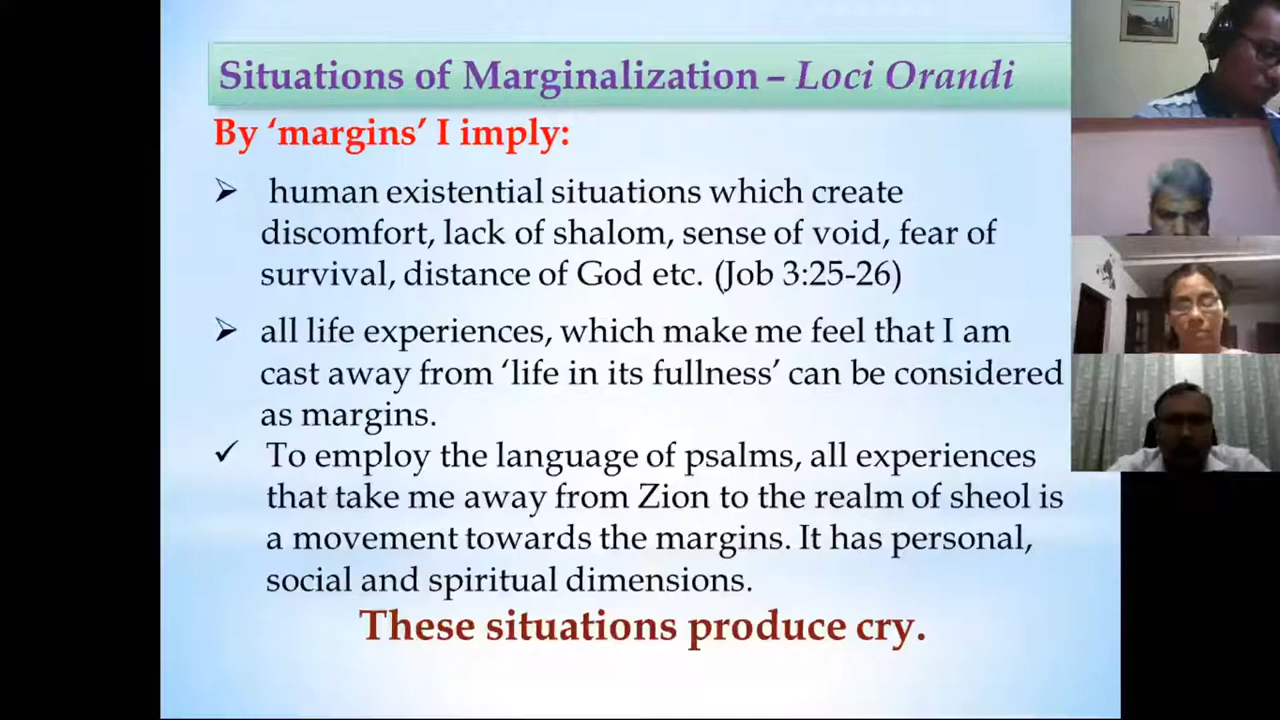 Situations of Marginalization – Loci Orandi
By ‘margins’ I imply:
➢ human existential situations which create
discomfort, lack of shalom, sense of void, fear of
survival, distance of God etc. (Job 3:25-26)
➢ all life experiences, which make me feel that I am
cast away from ‘life in its fullness’ can be considered
as margins.
✓ To employ the language of psalms, all experiences
that take me away from Zion to the realm of sheol is
a movement towards the margins. It has personal,
social and spiritual dimensions.
These situations produce cry.